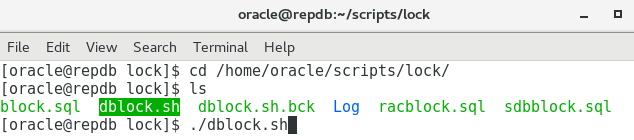 oracle@repdb:~/scripts/lock
File Edit View Search Terminal Help
[oracle@repdb lock]$ cd /home/oracle/scripts/lock/
[oracle@repdb lock]$ ls
block.sql dblock.sh dblock.sh.bck Log racblock.sql sdbblock.sql
[oracle@repdb lock]$ ./dblock.sh